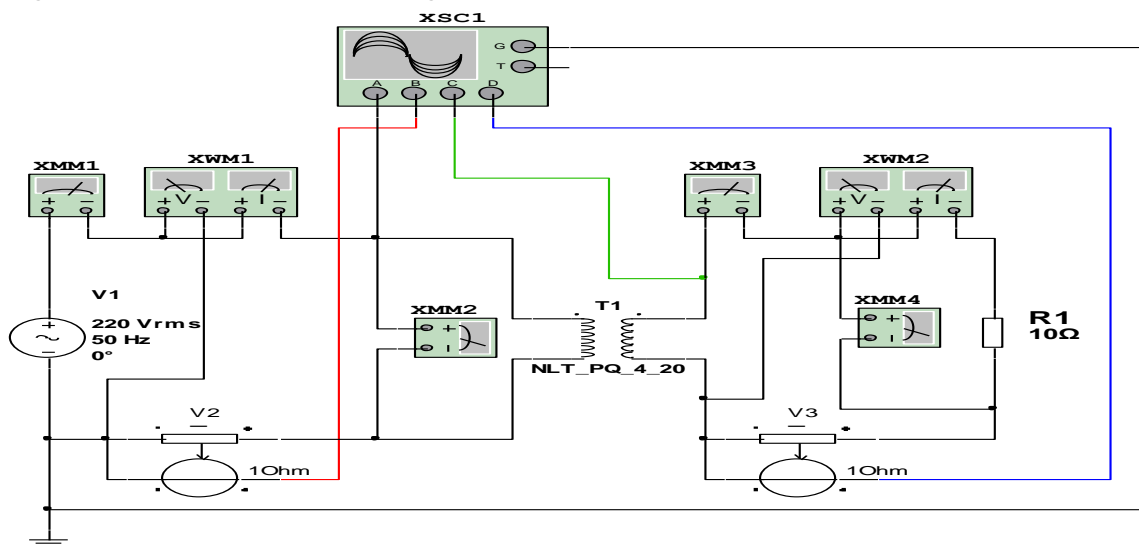 XSC1
G
T
A B C D
XMM1
XWM1
XMM3
XWM2
+ − + V − + I −
+ − + V − + I −
V1
+
−
220 Vrms
50 Hz
0°
XMM2
+
I
T1
NLT_PQ_4_20
XMM4
+
I
R1
10Ω
V2
−
1Ohm
V3
−
1Ohm